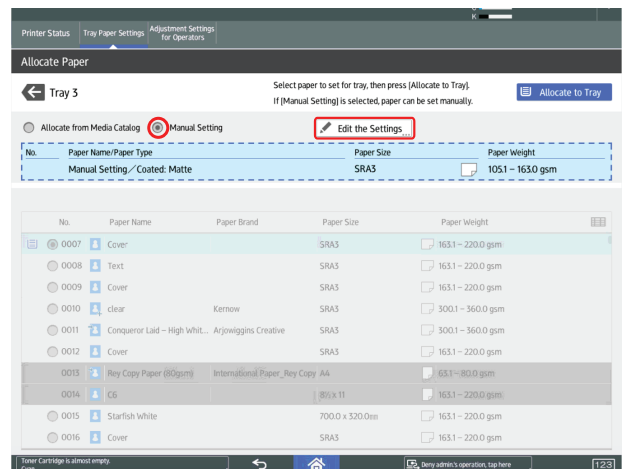 K
Printer Status Tray Paper Settings Adjustment Settings for Operators
Allocate Paper
Tray 3
Select paper to set for tray, then press [Allocate to Tray].
If [Manual Setting] is selected, paper can be set manually.
Allocate to Tray
Allocate from Media Catalog Manual Setting Edit the Settings
No. Paper Name/Paper Type Paper Size Paper Weight
Manual Setting/Coated: Matte SRA3 105.1 – 163.0 gsm
No. Paper Name Paper Brand Paper Size Paper Weight
0007 Cover SRA3 163.1 – 220.0 gsm
0008 Text SRA3 163.1 – 220.0 gsm
0009 Cover SRA3 163.1 – 220.0 gsm
0010 clear Kernow SRA3 300.1 – 360.0 gsm
0011 Conqueror Laid – High Whit... Arjowiggins Creative SRA3 300.1 – 360.0 gsm
0012 Cover SRA3 163.1 – 220.0 gsm
0013 Rey Copy Paper (80gsm) International Paper_Rey Copy A4 63.1 – 80.0 gsm
0014 C6 8½ x 11 163.1 – 220.0 gsm
0015 Starfish White 700.0 x 320.0mm 163.1 – 220.0 gsm
0016 Cover SRA3 163.1 – 220.0 gsm
Toner Cartridge is almost empty.
Deny admin.'s operation, tap here 123